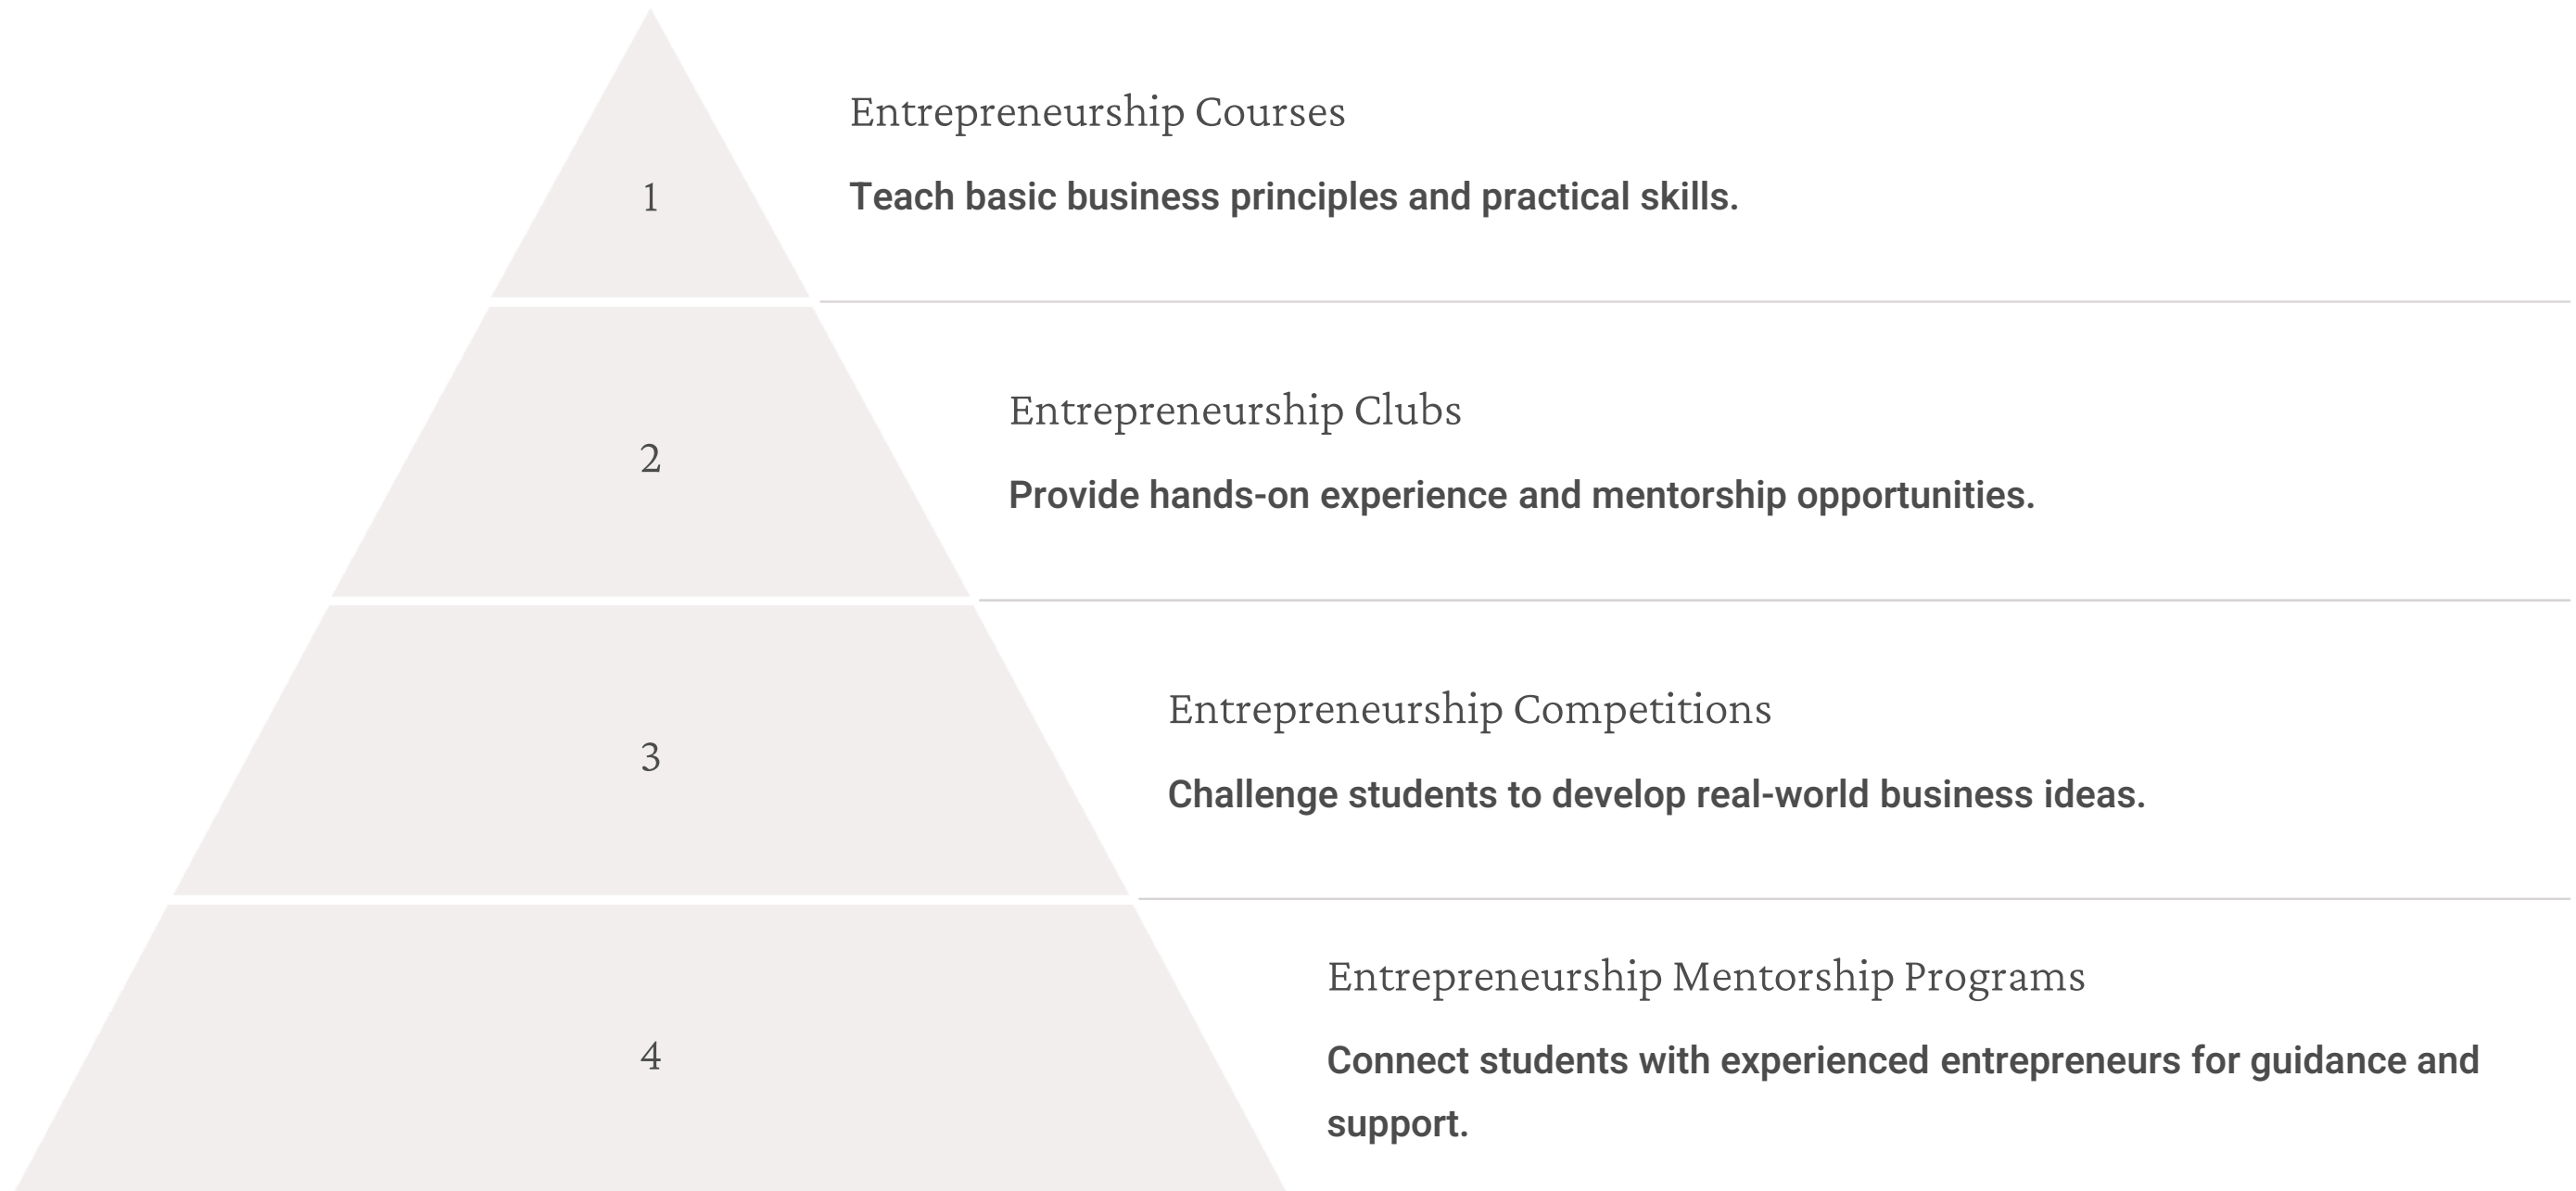 1
Entrepreneurship Courses
Teach basic business principles and practical skills.
2
Entrepreneurship Clubs
Provide hands-on experience and mentorship opportunities.
3
Entrepreneurship Competitions
Challenge students to develop real-world business ideas.
4
Entrepreneurship Mentorship Programs
Connect students with experienced entrepreneurs for guidance and
support.